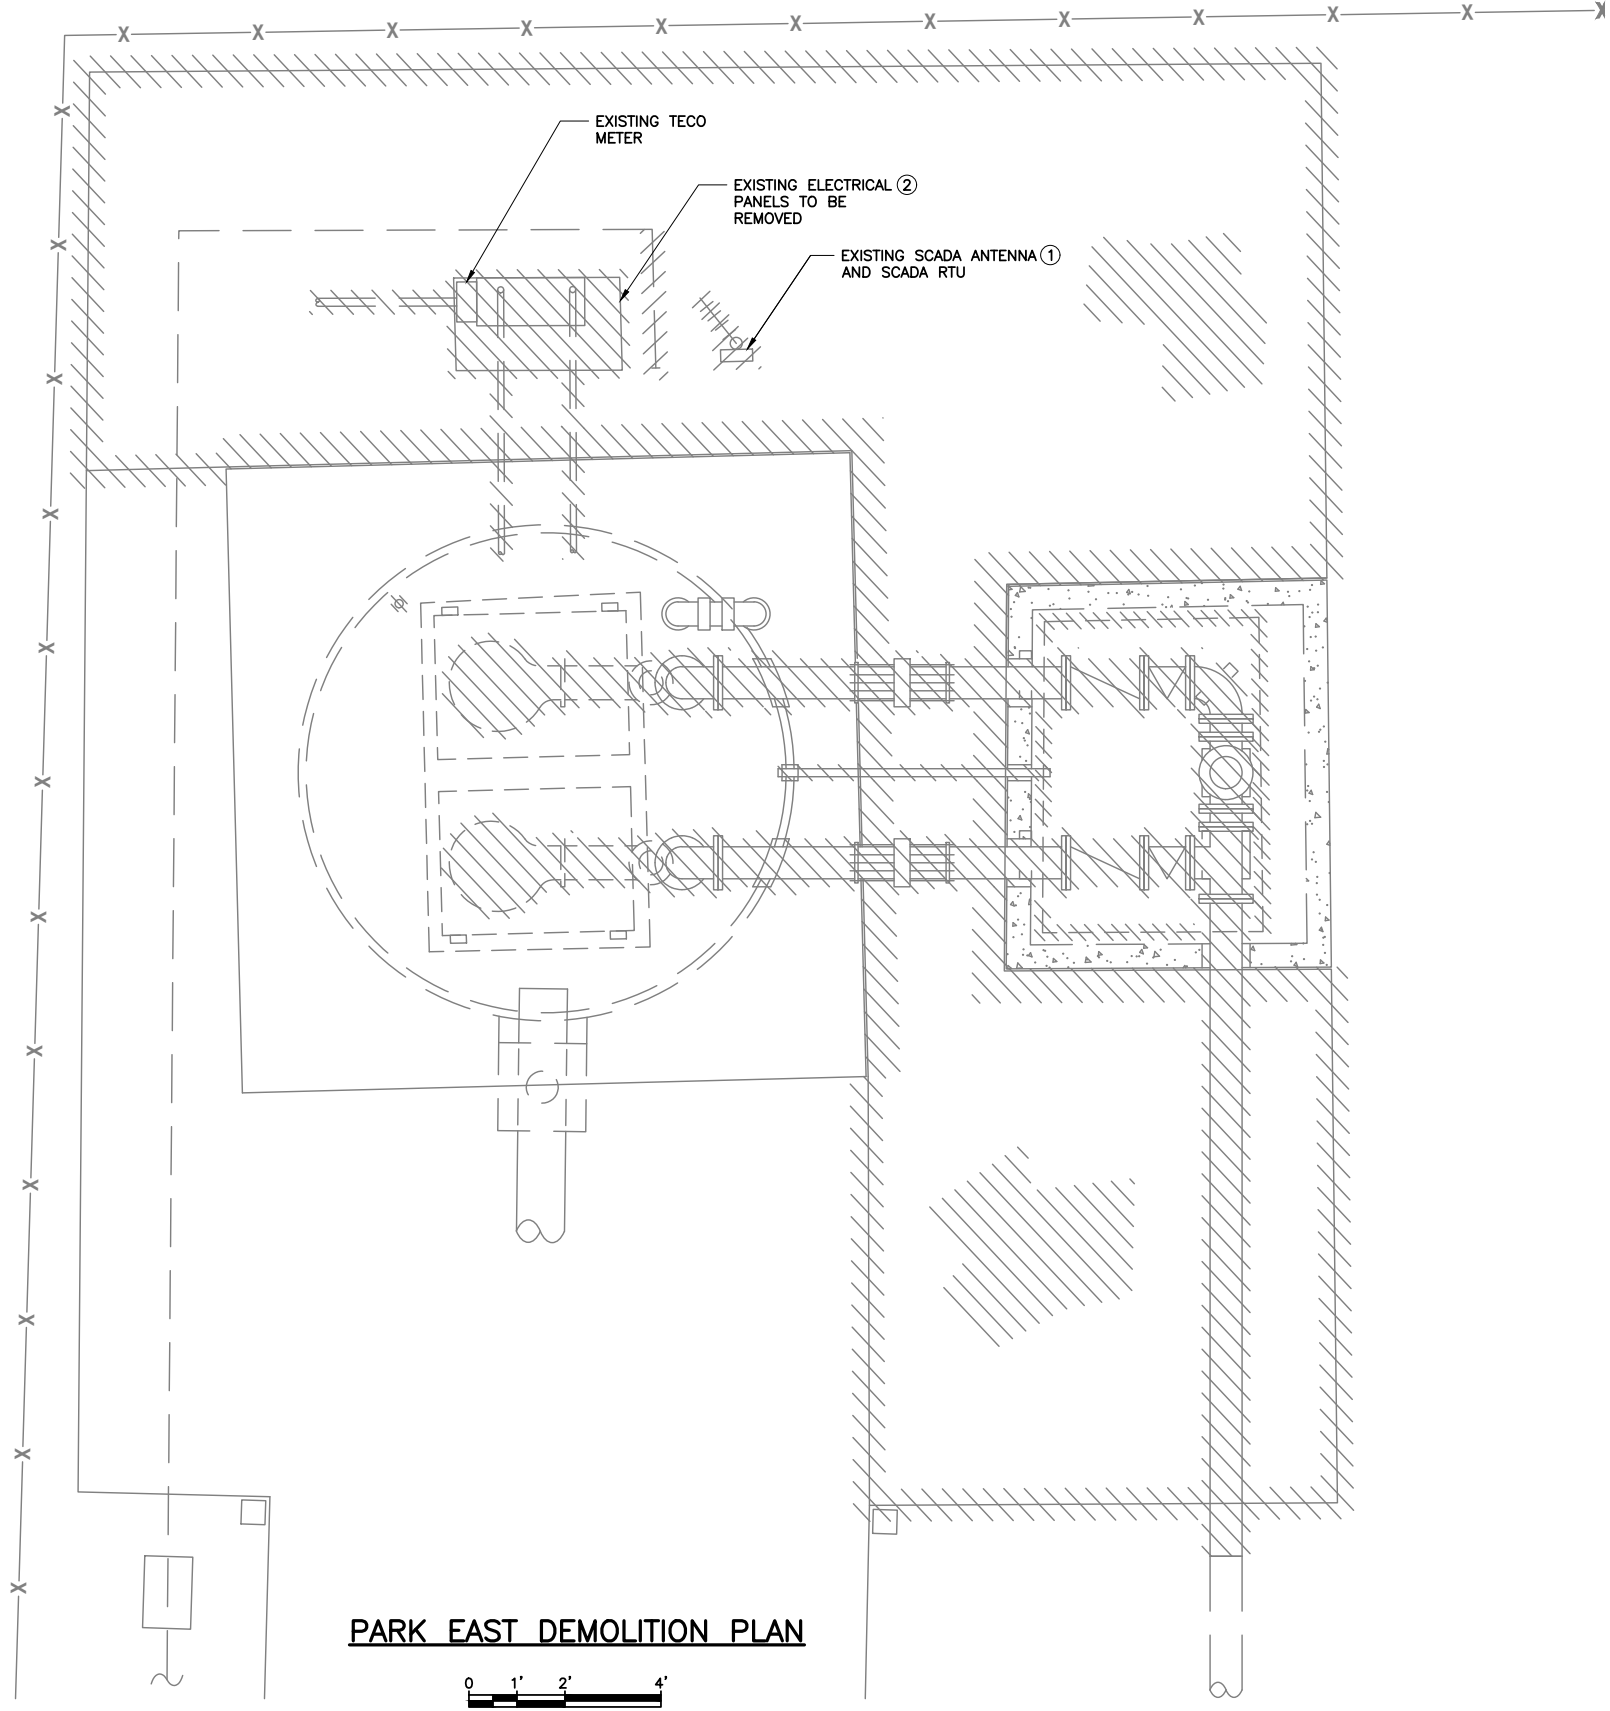 EXISTING TECO
METER
EXISTING ELECTRICAL 2
PANELS TO BE
REMOVED
EXISTING SCADA ANTENNA 1
AND SCADA RTU
PARK EAST DEMOLITION PLAN
0 1' 2' 4'